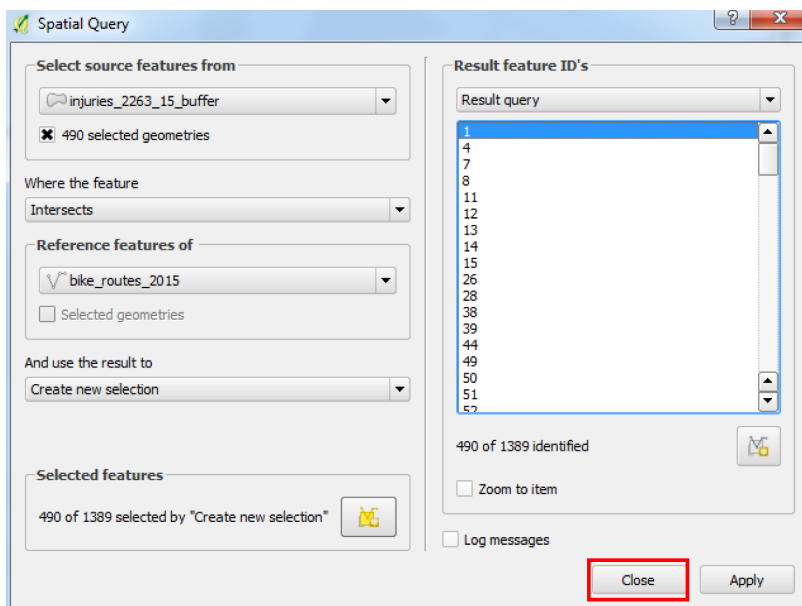 Spatial Query
Select source features from
injuries_2263_15_buffer
490 selected geometries
Where the feature
Intersects
Reference features of
bike_routes_2015
Selected geometries
And use the result to
Create new selection
Selected features
490 of 1389 selected by "Create new selection"
Result feature ID's
Result query
1
4
7
8
11
12
13
14
15
26
28
38
39
44
49
50
51
52
490 of 1389 identified
Zoom to item
Log messages
Close
Apply